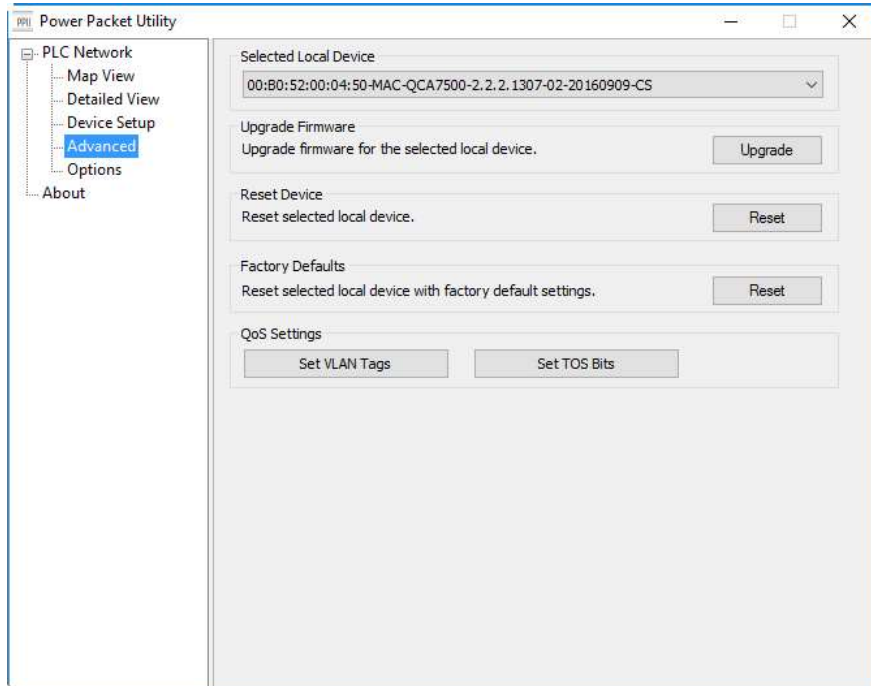 Power Packet Utility
PLC Network
Map View
Detailed View
Device Setup
Advanced
Options
About
Selected Local Device
00:B0:52:00:04:50-MAC-QCA7500-2.2.2.1307-02-20160909-CS
Upgrade Firmware
Upgrade firmware for the selected local device.
Upgrade
Reset Device
Reset selected local device.
Reset
Factory Defaults
Reset selected local device with factory default settings.
Reset
QoS Settings
Set VLAN Tags
Set TOS Bits